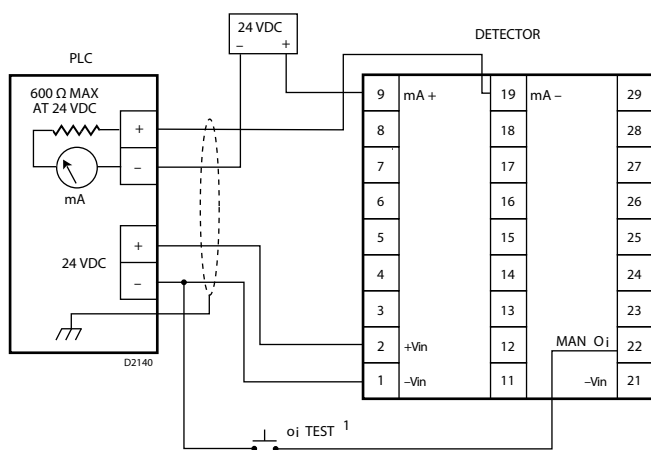 24 VDC
– +
PLC
DETECTOR
600 Ω MAX
AT 24 VDC
+
–
mA
24 VDC
+
–
D2140
9 mA + 19 mA – 29
8 18 28
7 17 27
6 16 26
5 15 25
4 14 24
3 13 23
2 +Vin 12 MAN Oi 22
1 –Vin 11 –Vin 21
oi TEST 1